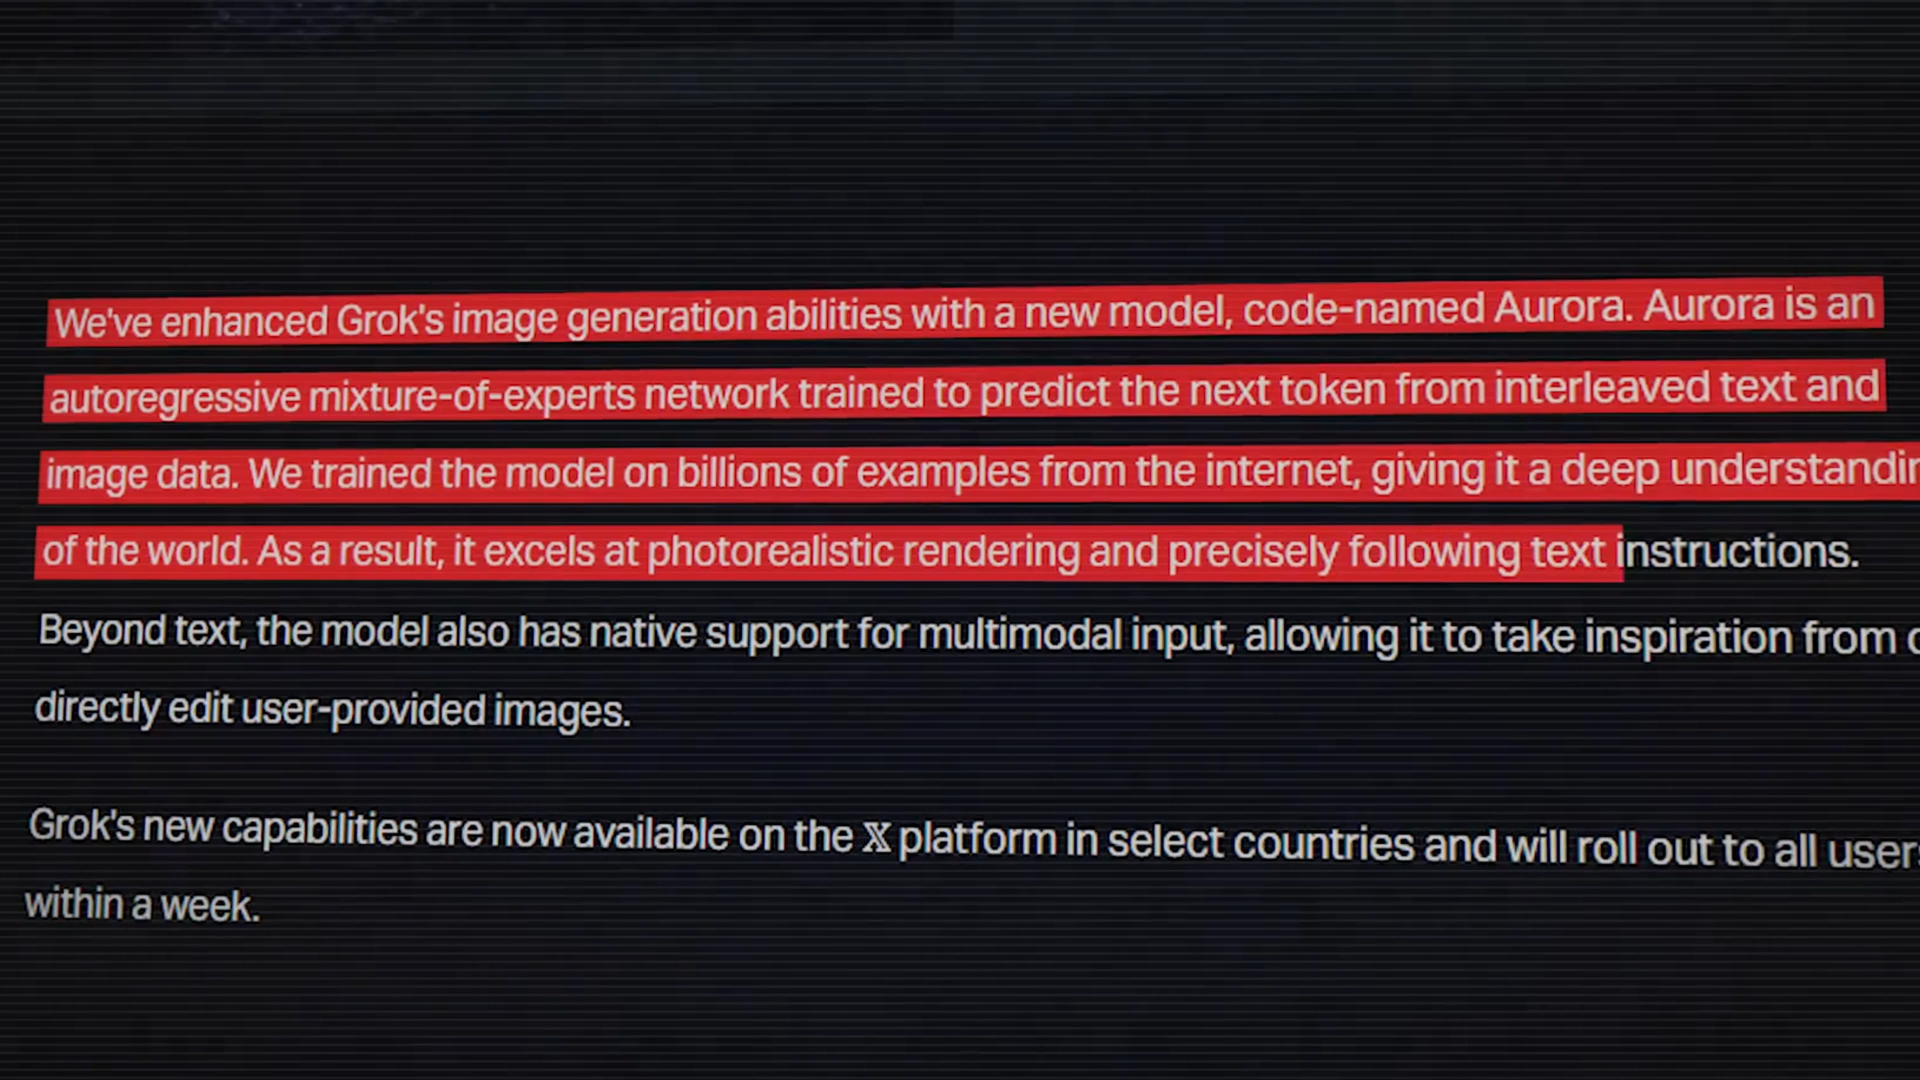 We've enhanced Grok's image generation abilities with a new model, code-named Aurora. Aurora is an
autoregressive mixture-of-experts network trained to predict the next token from interleaved text and
image data. We trained the model on billions of examples from the internet, giving it a deep
of the world. As a result, it excels at photorealistic rendering and precisely following text instructions.
Beyond text, the model also has native support for multimodal input, allowing it to take inspiration from
directly edit user-provided images.
Grok's new capabilities are now available on the 𝕏 platform in select countries and will roll out to all
within a week.